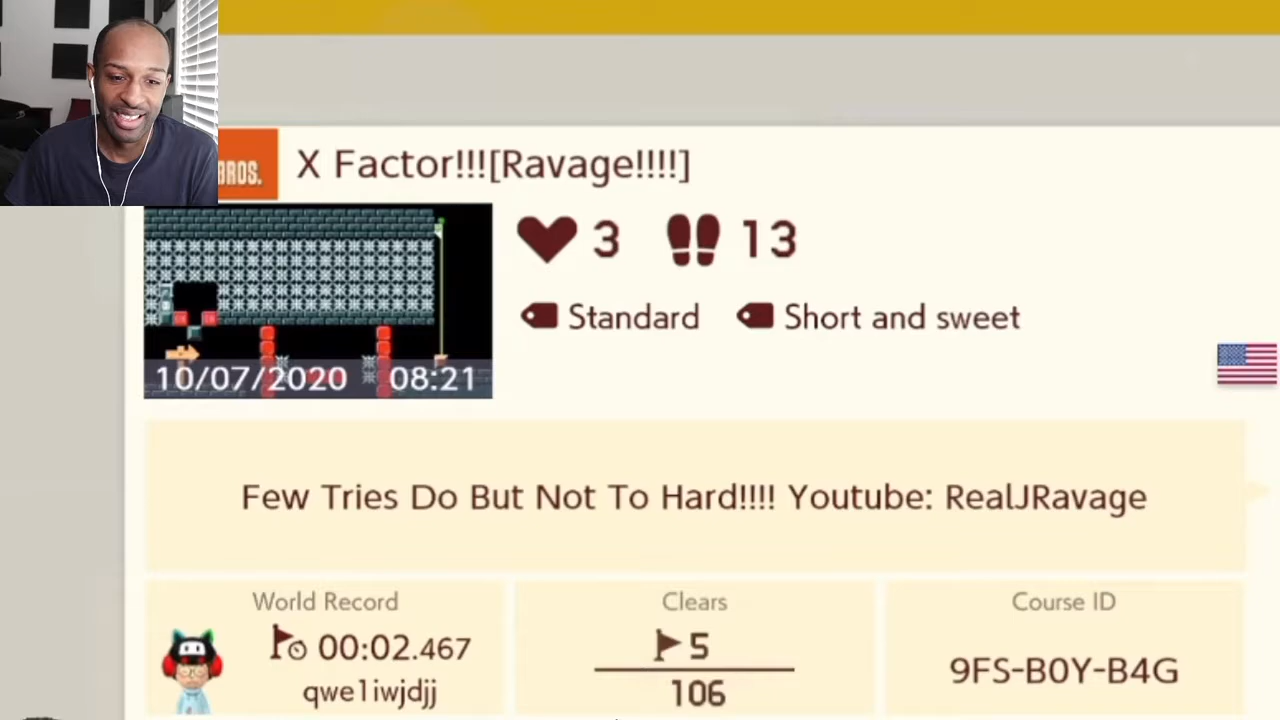 BROS.
X Factor!!![Ravage!!!!]
3 13
Standard Short and sweet
10/07/2020 08:21
Few Tries Do But Not To Hard!!!! Youtube: RealJRavage
World Record Clears Course ID
00:02.467 5
qwe1iwjdjj 106 9FS-B0Y-B4G